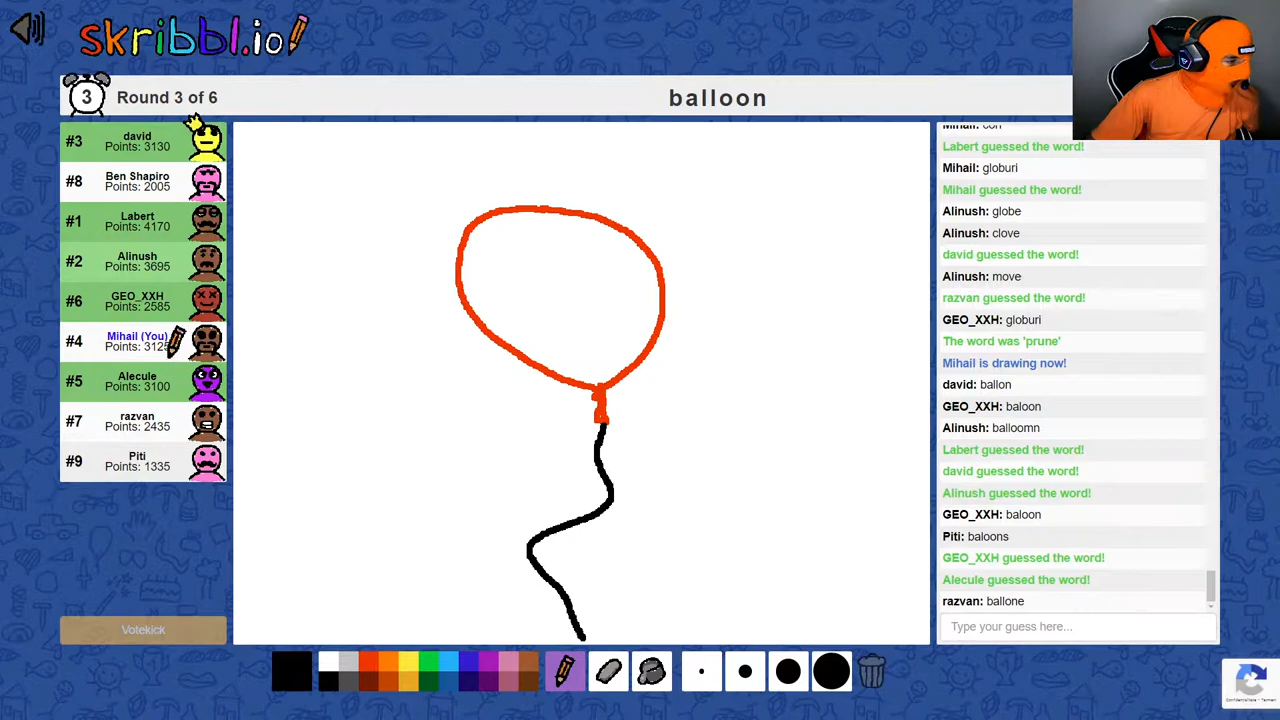 skribbl.io
3
Round 3 of 6
balloon
#3
david
Points: 3130
#8
Ben Shapiro
Points: 2005
#1
Labert
Points: 4170
#2
Alinush
Points: 3695
#6
GEO_XXH
Points: 2585
#4
Mihail (You)
Points: 3125
#5
Alecule
Points: 3100
#7
razvan
Points: 2435
#9
Piti
Points: 1335
Votekick
Labert guessed the word!
Mihail: globuri
Mihail guessed the word!
Alinush: globe
Alinush: clove
david guessed the word!
Alinush: move
razvan guessed the word!
GEO_XXH: globuri
The word was 'prune'
Mihail is drawing now!
david: ballon
GEO_XXH: baloon
Alinush: balloomn
Labert guessed the word!
david guessed the word!
Alinush guessed the word!
GEO_XXH: baloon
Piti: baloons
GEO_XXH guessed the word!
Alecule guessed the word!
razvan: ballone
Type your guess here...